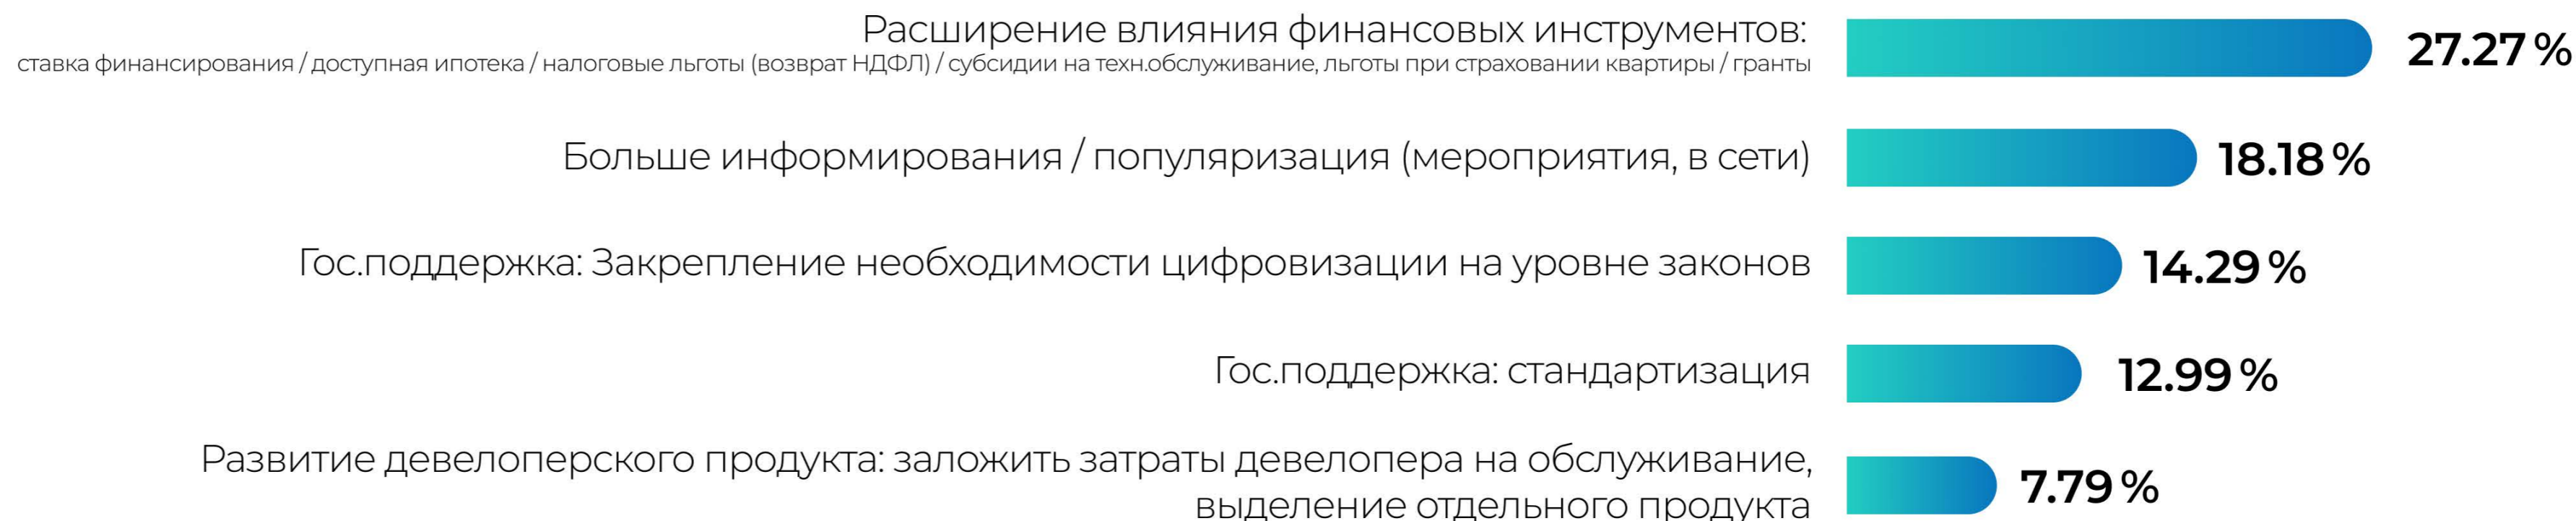 Расширение влияния финансовых инструментов:
ставка финансирования / доступная ипотека / налоговые льготы (возврат НДФЛ) / субсидии на техн.обслуживание, льготы при страховании квартиры / гранты
27.27 %
Больше информирования / популяризация (мероприятия, в сети)
18.18 %
Гос.поддержка: Закрепление необходимости цифровизации на уровне законов
14.29 %
Гос.поддержка: стандартизация
12.99 %
Развитие девелоперского продукта: заложить затраты девелопера на обслуживание,
выделение отдельного продукта
7.79 %